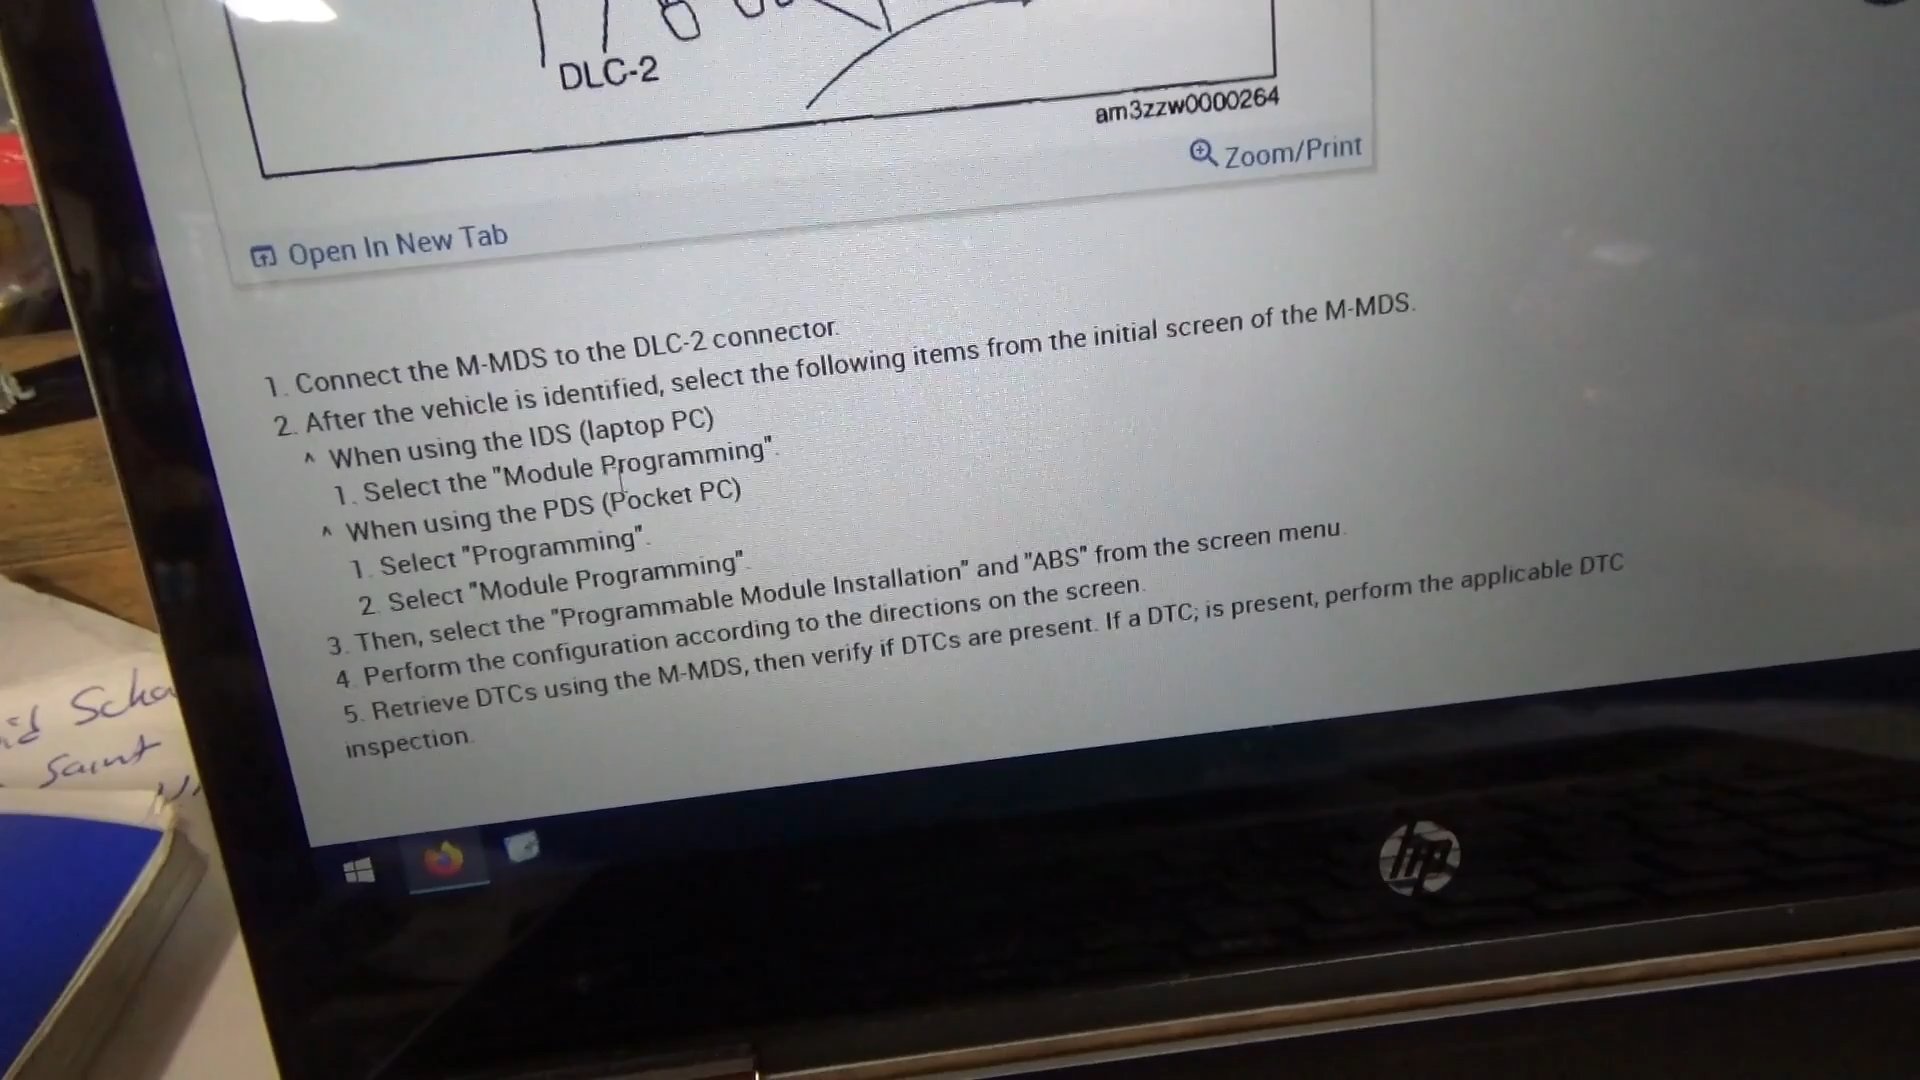 DLC-2
am3zzw0000264
Zoom/Print
Open In New Tab
1. Connect the M-MDS to the DLC-2 connector.
2. After the vehicle is identified, select the following items from the initial screen of the M-MDS.
^ When using the IDS (laptop PC)
1. Select the "Module Programming".
^ When using the PDS (Pocket PC)
1. Select "Programming".
2. Select "Module Programming".
3. Then, select the "Programmable Module Installation" and "ABS" from the screen menu.
4. Perform the configuration according to the directions on the screen.
5. Retrieve DTCs using the M-MDS, then verify if DTCs are present. If a DTC; is present, perform the applicable DTC
inspection.
Saint
hp